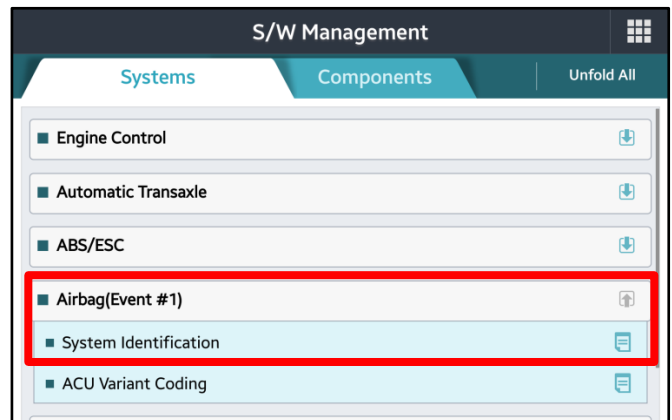 S/W Management
Systems Components Unfold All
Engine Control
Automatic Transaxle
ABS/ESC
Airbag(Event #1)
System Identification
ACU Variant Coding